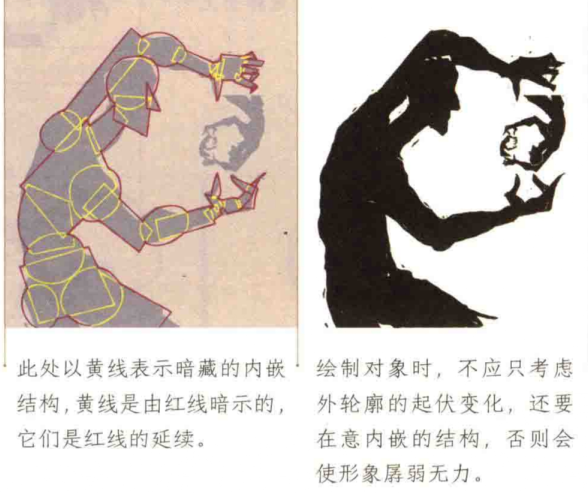 此处以黄线表示暗藏的内嵌
结构，黄线是由红线暗示的，
它们是红线的延续。
绘制对象时，不应只考虑
外轮廓的起伏变化，还要
在意内嵌的结构，否则会
使形象孱弱无力。